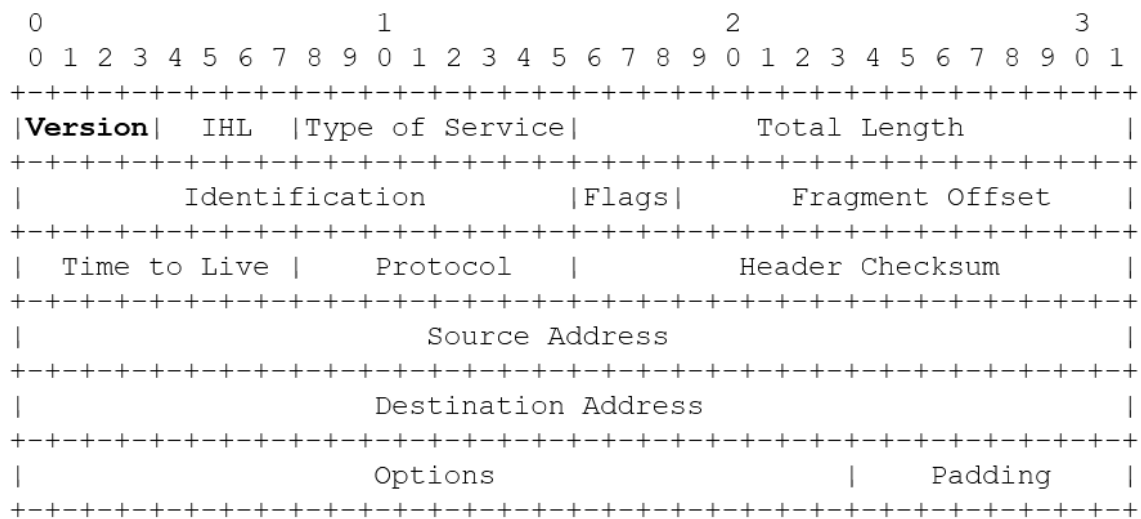 0                   1                   2                   3
 0 1 2 3 4 5 6 7 8 9 0 1 2 3 4 5 6 7 8 9 0 1 2 3 4 5 6 7 8 9 0 1
+-+-+-+-+-+-+-+-+-+-+-+-+-+-+-+-+-+-+-+-+-+-+-+-+-+-+-+-+-+-+-+-+
|Version|  IHL  |Type of Service|          Total Length         |
+-+-+-+-+-+-+-+-+-+-+-+-+-+-+-+-+-+-+-+-+-+-+-+-+-+-+-+-+-+-+-+-+
|         Identification        |Flags|      Fragment Offset    |
+-+-+-+-+-+-+-+-+-+-+-+-+-+-+-+-+-+-+-+-+-+-+-+-+-+-+-+-+-+-+-+-+
|  Time to Live |    Protocol   |         Header Checksum       |
+-+-+-+-+-+-+-+-+-+-+-+-+-+-+-+-+-+-+-+-+-+-+-+-+-+-+-+-+-+-+-+-+
|                       Source Address                          |
+-+-+-+-+-+-+-+-+-+-+-+-+-+-+-+-+-+-+-+-+-+-+-+-+-+-+-+-+-+-+-+-+
|                    Destination Address                        |
+-+-+-+-+-+-+-+-+-+-+-+-+-+-+-+-+-+-+-+-+-+-+-+-+-+-+-+-+-+-+-+-+
|                    Options                    |    Padding    |
+-+-+-+-+-+-+-+-+-+-+-+-+-+-+-+-+-+-+-+-+-+-+-+-+-+-+-+-+-+-+-+-+